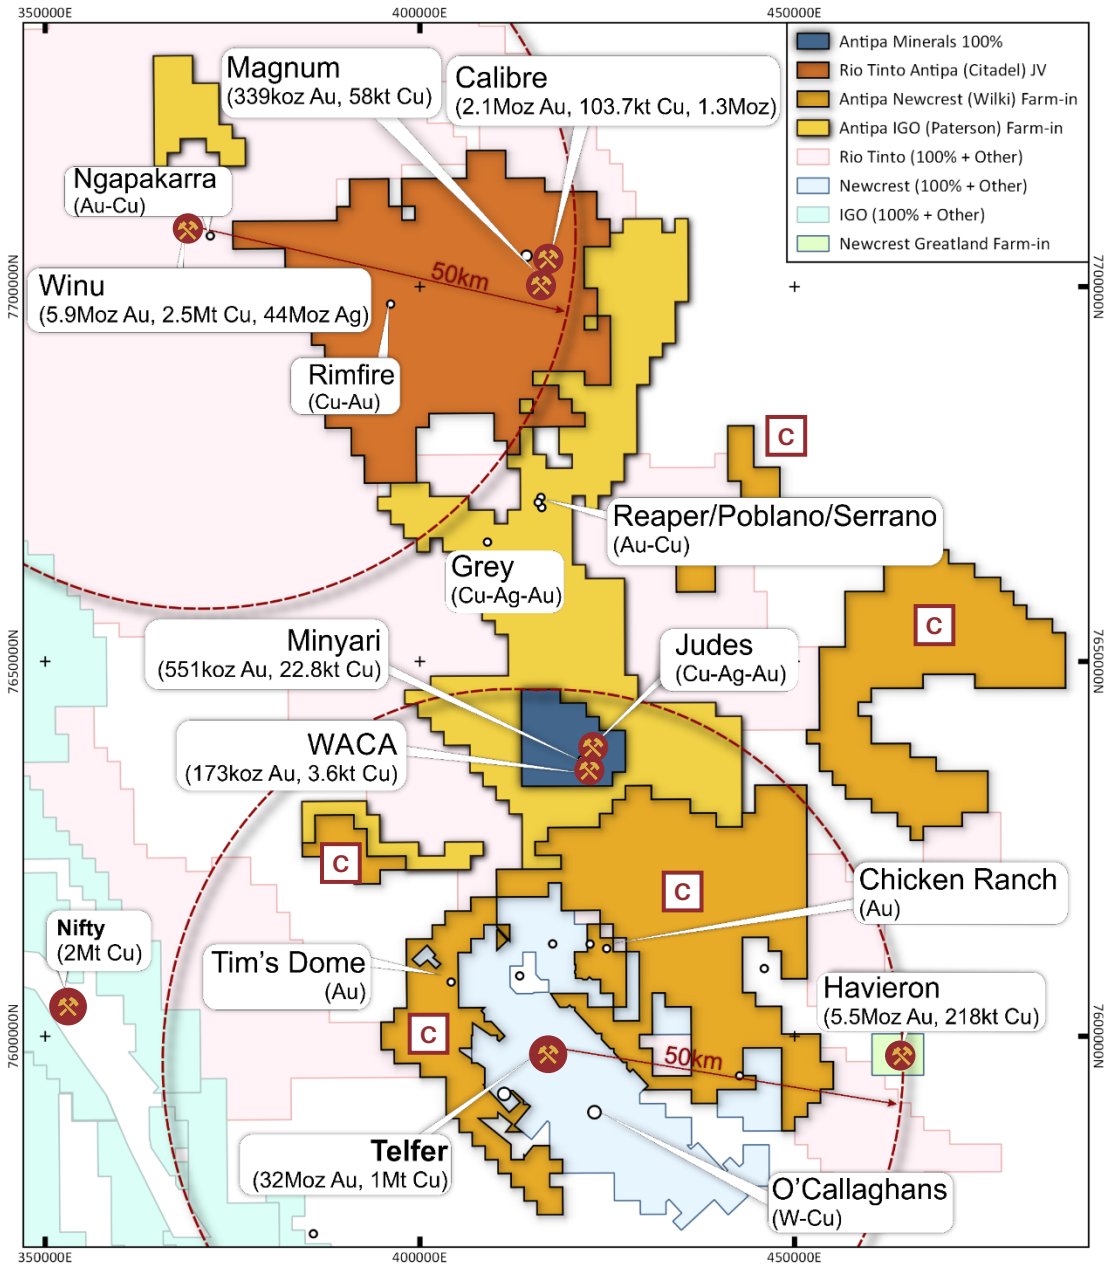 350000E
400000E
450000E
Antipa Minerals 100%
Rio Tinto Antipa (Citadel) JV
Antipa Newcrest (Wilki) Farm-in
Antipa IGO (Paterson) Farm-in
Rio Tinto (100% + Other)
Newcrest (100% + Other)
IGO (100% + Other)
Newcrest Greatland Farm-in
Magnum
(339koz Au, 58kt Cu)
Calibre
(2.1Moz Au, 103.7kt Cu, 1.3Moz)
Ngapakarra
(Au-Cu)
Winu
(5.9Moz Au, 2.5Mt Cu, 44Moz Ag)
50km
7700000N
7700000N
Rimfire
(Cu-Au)
C
Reaper/Poblano/Serrano
(Au-Cu)
Grey
(Cu-Ag-Au)
C
Minyari
(551koz Au, 22.8kt Cu)
Judes
(Cu-Ag-Au)
7650000N
7650000N
WACA
(173koz Au, 3.6kt Cu)
C
C
Chicken Ranch
(Au)
Nifty
(2Mt Cu)
Tim's Dome
(Au)
Havieron
(5.5Moz Au, 218kt Cu)
C
7600000N
7600000N
50km
Telfer
(32Moz Au, 1Mt Cu)
O'Callaghans
(W-Cu)
350000E
400000E
450000E